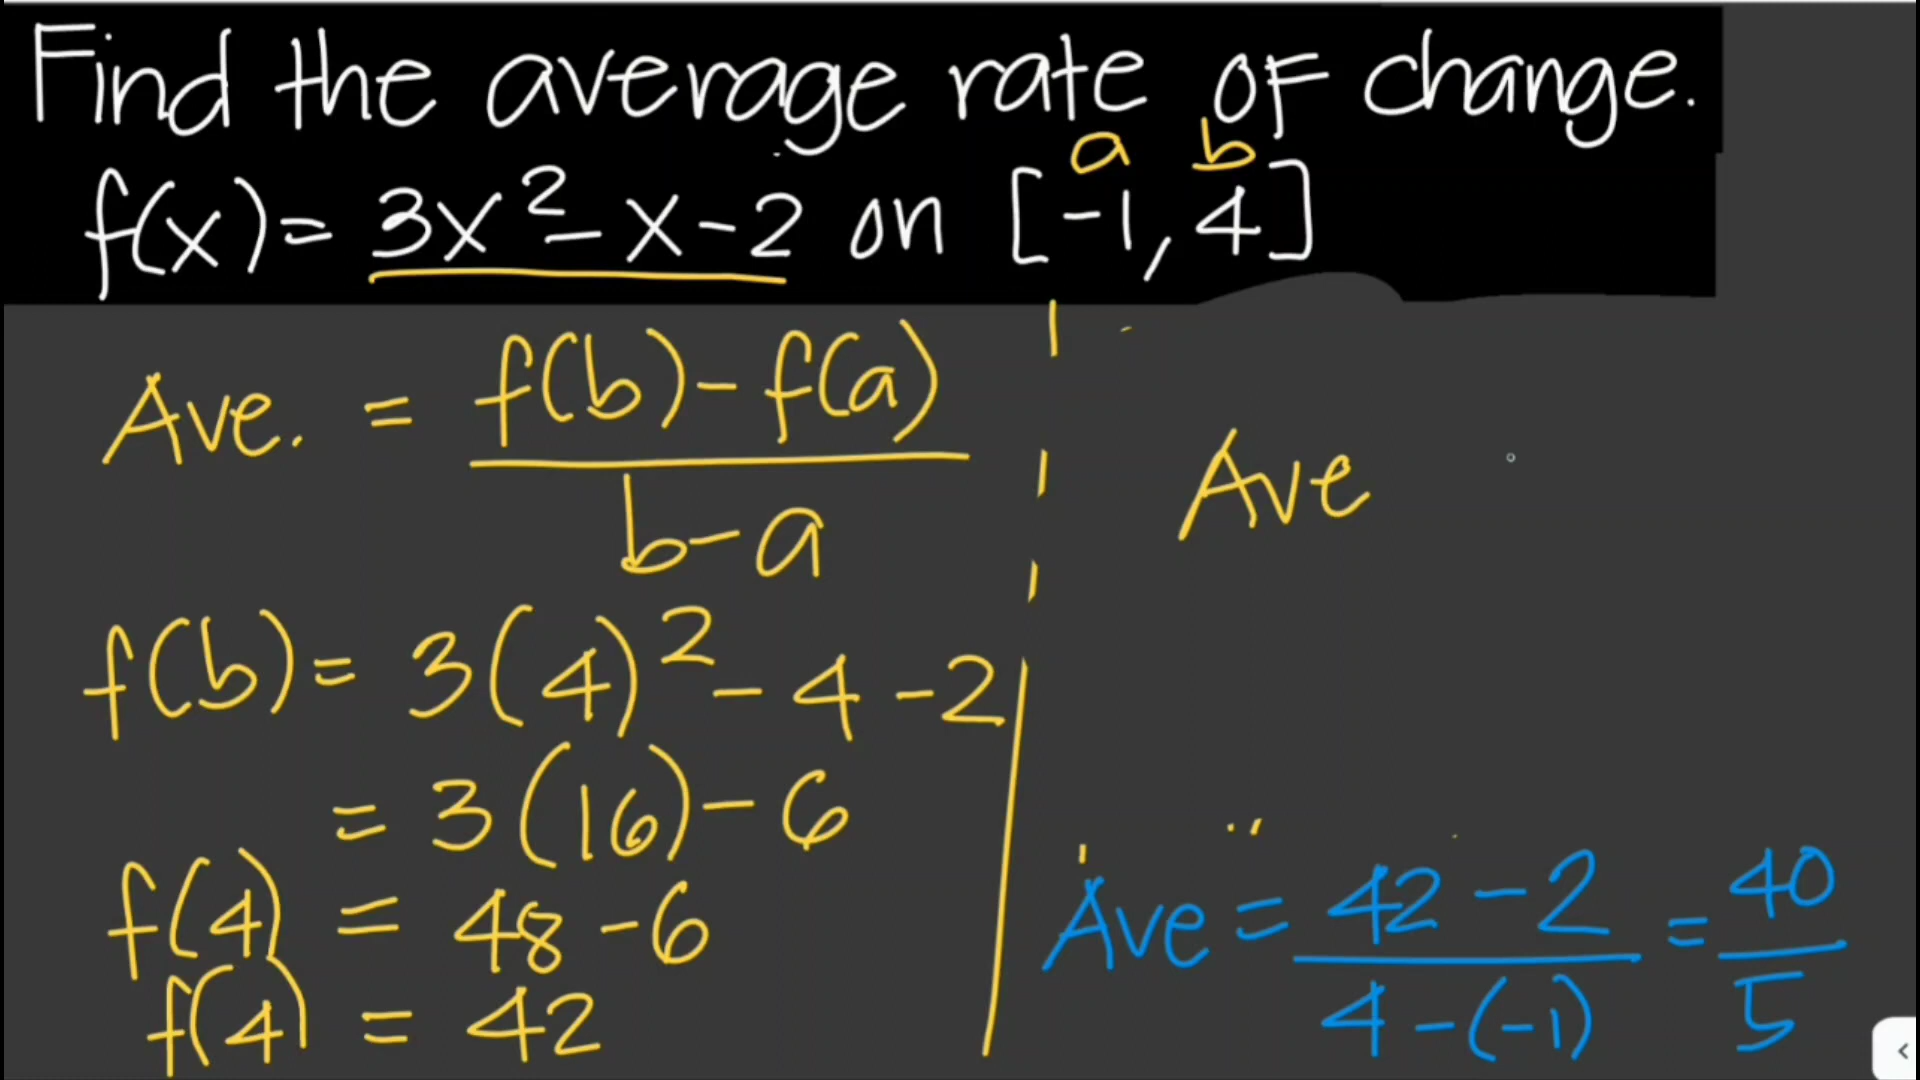 Find the average rate of change.
a b
f(x) = 3x² - x - 2 on [-1, 4]
Ave. = f(b) - f(a)
b - a
f(b) = 3(4)² - 4 - 2
= 3(16) - 6
f(4) = 48 - 6
f(4) = 42
Ave
Ave = 42 - 2 = 40
4 - (-1) 5